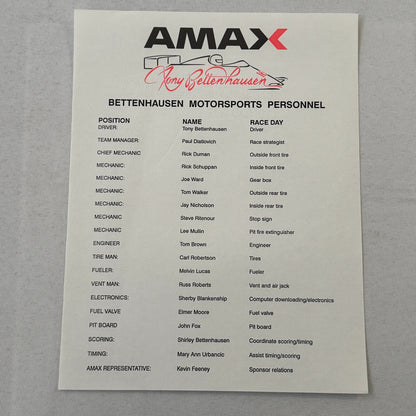 AMAX
Tony Bettenhausen
BETTENHAUSEN MOTORSPORTS PERSONNEL
POSITION NAME RACE DAY
DRIVER: Tony Bettenhausen Driver
TEAM MANAGER: Paul Diatlovich Race strategist
CHIEF MECHANIC Rick Duman Outside front tire
MECHANIC: Rick Schuppan Inside front tire
MECHANIC: Joe Ward Gear box
MECHANIC: Tom Walker Outside rear tire
MECHANIC: Jay Nicholson Inside rear tire
MECHANIC Steve Ritenour Stop sign
MECHANIC Lee Mullin Pit fire extinguisher
ENGINEER Tom Brown Engineer
TIRE MAN: Carl Robertson Tires
FUELER: Melvin Lucas Fueler
VENT MAN: Russ Roberts Vent and air jack
ELECTRONICS: Sherby Blankenship Computer downloading/electronics
FUEL VALVE Elmer Moore Fuel valve
PIT BOARD John Fox Pit board
SCORING: Shirley Bettenhausen Coordinate scoring/timing
TIMING: Mary Ann Urbancic Assist timing/scoring
AMAX REPRESENTATIVE: Kevin Feeney Sponsor relations